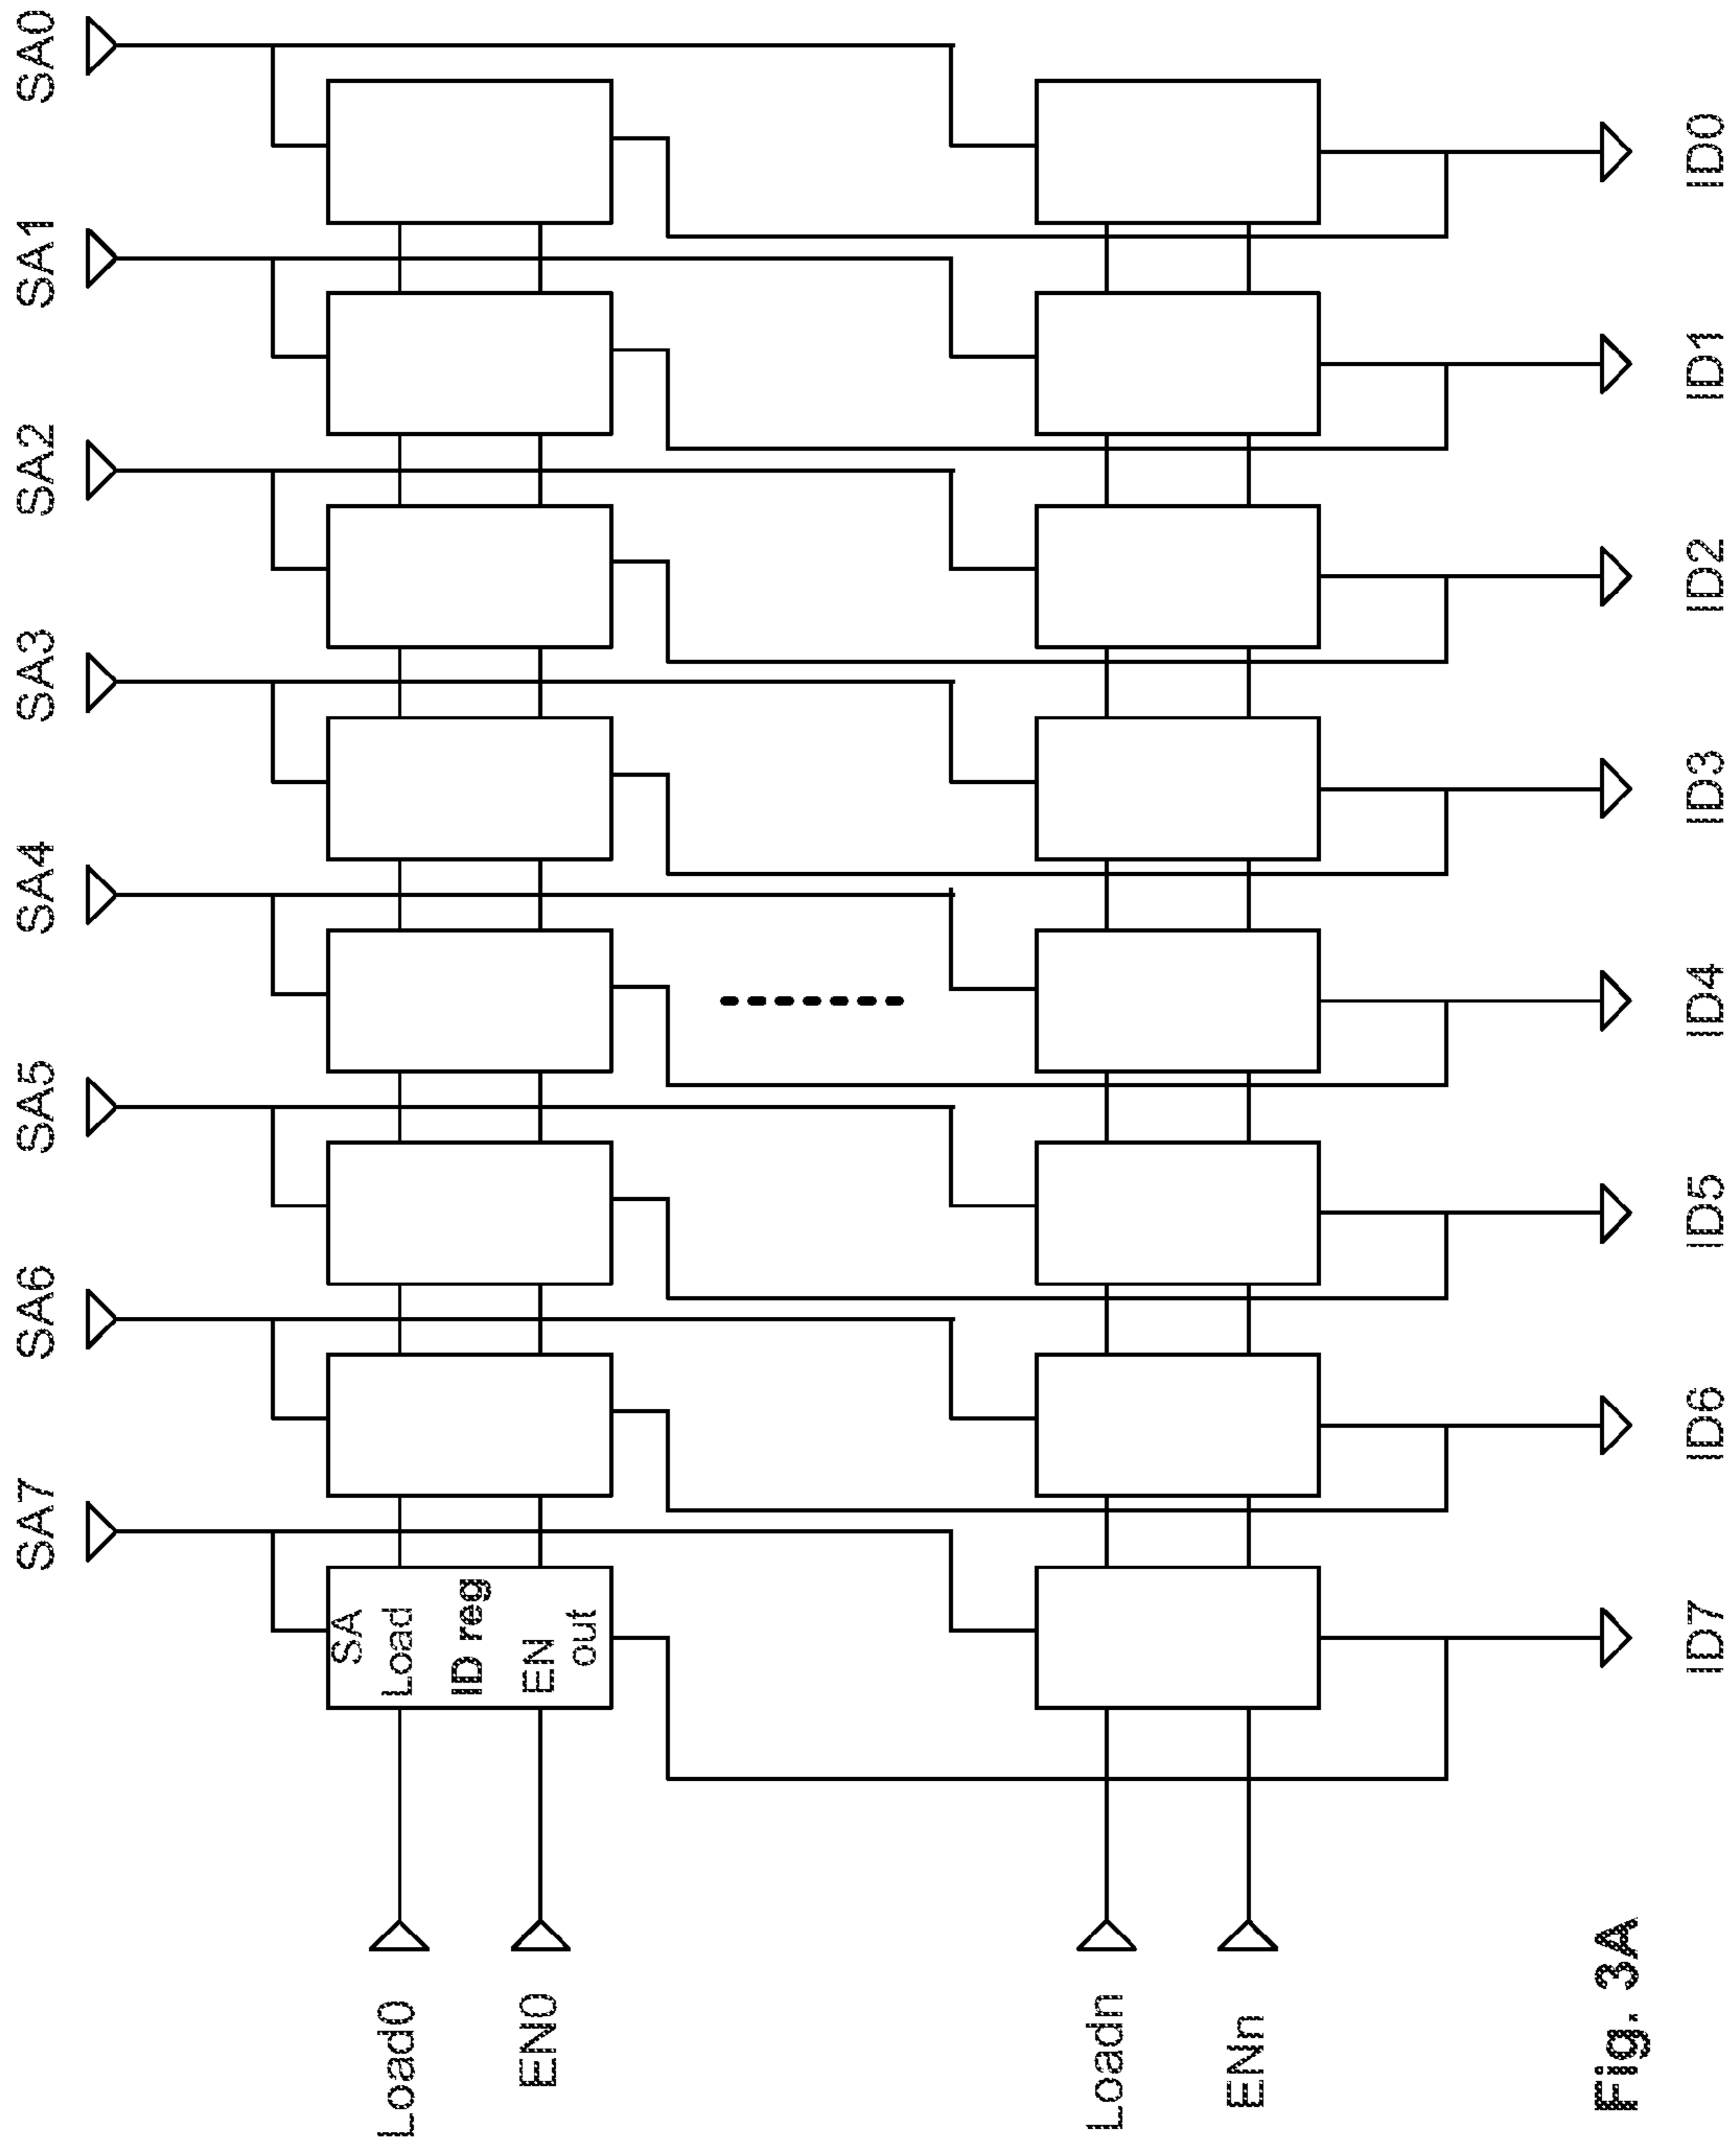 SA7 SA6 SA5 SA4 SA3 SA2 SA1 SA0
SA
Load0
Load
ID reg
EN0
EN
out
Loadn
ENn
ID7 ID6 ID5 ID4 ID3 ID2 ID1 ID0
Fig. 3A